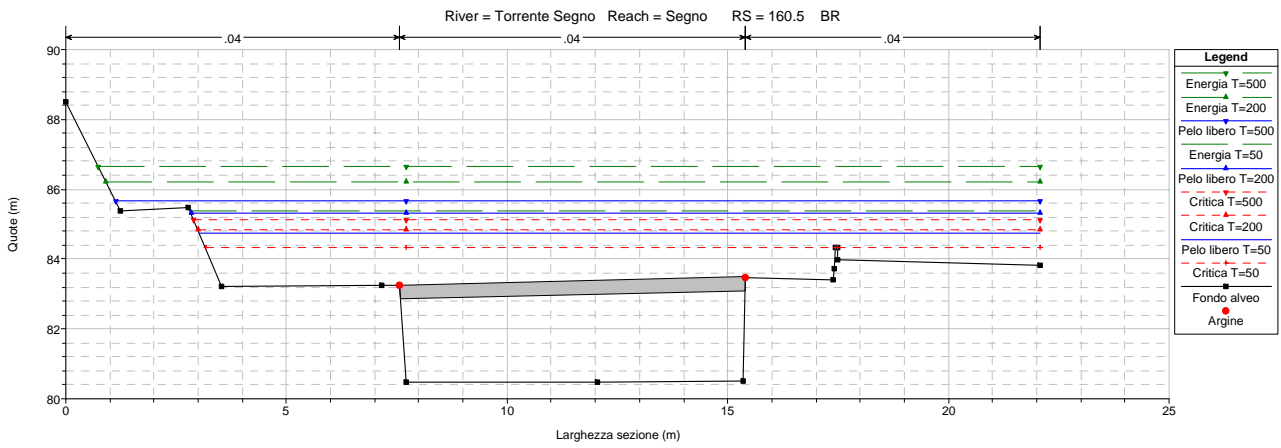 River = Torrente Segno   Reach = Segno      RS = 160.5    BR
.04
.04
.04
Quote (m)
90
88
86
84
82
80
0
5
10
15
20
25
Larghezza sezione (m)
Legend
Energia T=500
Energia T=200
Pelo libero T=500
Energia T=50
Pelo libero T=200
Critica T=500
Critica T=200
Pelo libero T=50
Critica T=50
Fondo alveo
Argine